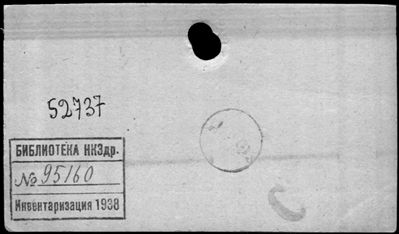 52737
БИБЛИОТЕКА НКЗдр.
№ 95160
Инвентаризация 1938